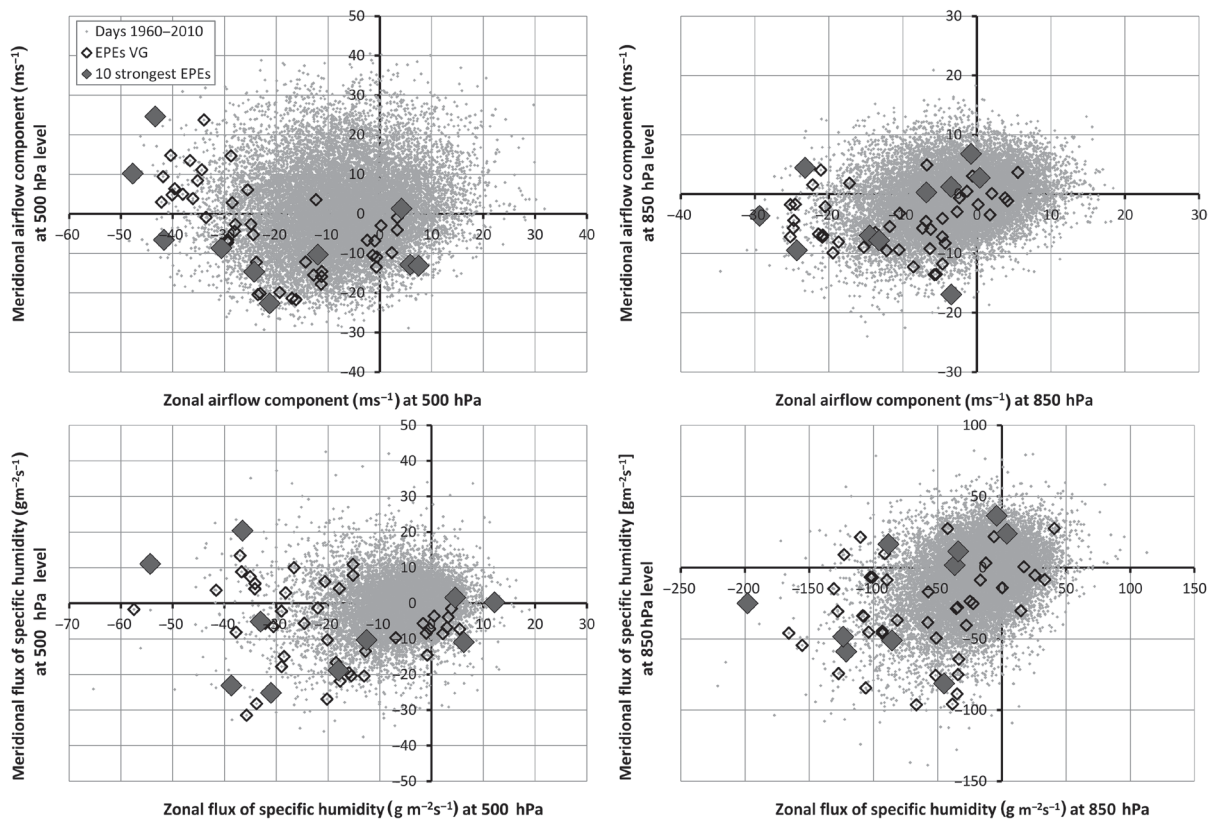 Meridional airflow component (ms⁻¹)
at 500 hPa level
Days 1960–2010
EPEs VG
10 strongest EPEs
50
40
30
20
10
0
−10
−20
−30
−40
−60 −50 −40 −30 −20 −10 10 20 30 40
Zonal airflow component (ms⁻¹) at 500 hPa
Meridional airflow component (ms⁻¹)
at 850 hPa level
30
20
10
0
−10
−20
−30
−40 −30 −20 −10 10 20 30
Zonal airflow component (ms⁻¹) at 850 hPa
Meridional flux of specific humidity (gm⁻²s⁻¹)
at 500 hPa level
50
40
30
20
10
0
−10
−20
−30
−40
−50
−70 −60 −50 −40 −30 −20 −10 10 20 30
Zonal flux of specific humidity (g m⁻²s⁻¹) at 500 hPa
Meridional flux of specific humidity [gm⁻²s⁻¹]
at 850 hPa level
100
50
0
−50
−100
−150
−250 −200 −150 −100 −50 50 100 150
Zonal flux of specific humidity (g m⁻²s⁻¹) at 850 hPa